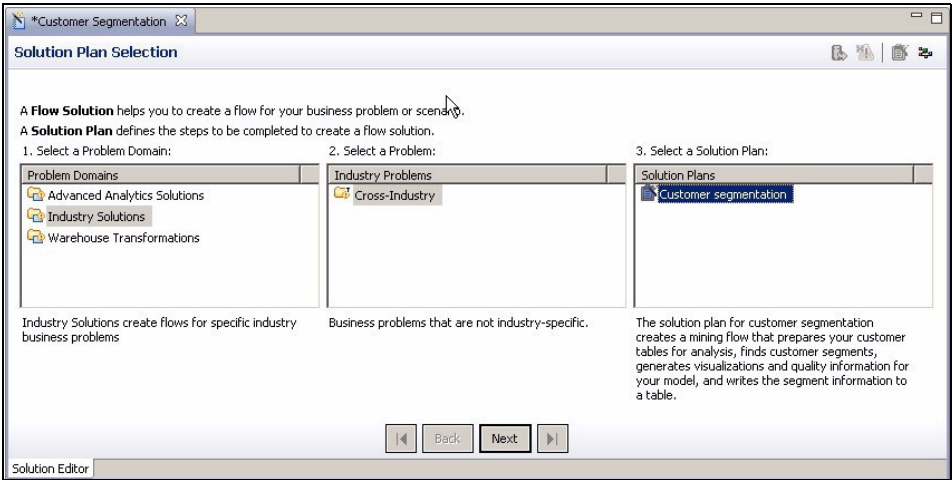 *Customer Segmentation
Solution Plan Selection
A Flow Solution helps you to create a flow for your business problem or scenario.
A Solution Plan defines the steps to be completed to create a flow solution.
1. Select a Problem Domain:
Problem Domains
Advanced Analytics Solutions
Industry Solutions
Warehouse Transformations
Industry Solutions create flows for specific industry
business problems
2. Select a Problem:
Industry Problems
Cross-Industry
Business problems that are not industry-specific.
3. Select a Solution Plan:
Solution Plans
Customer segmentation
The solution plan for customer segmentation
creates a mining flow that prepares your customer
tables for analysis, finds customer segments,
generates visualizations and quality information for
your model, and writes the segment information to
a table.
Back
Next
Solution Editor